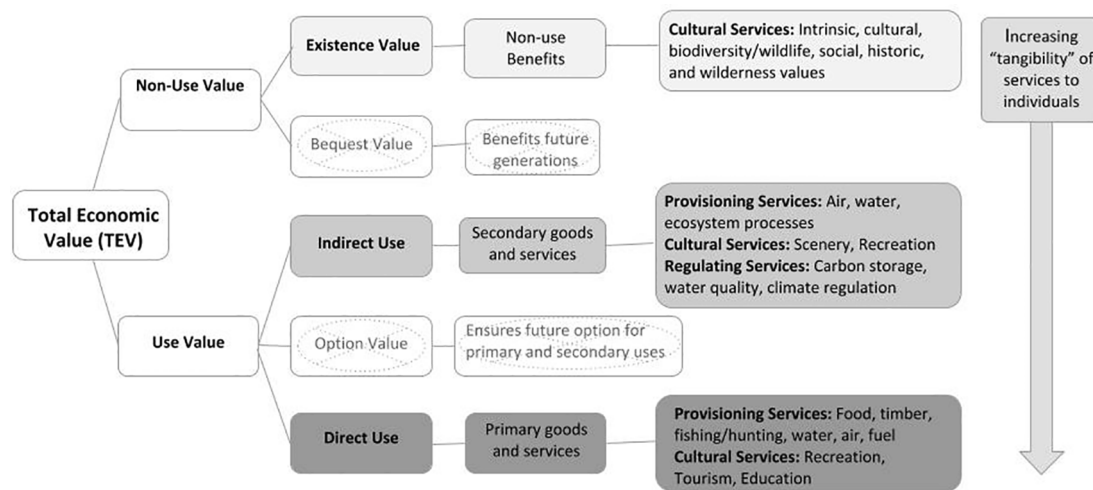 Existence Value
Non-use
Benefits
Cultural Services: Intrinsic, cultural,
biodiversity/wildlife, social, historic,
and wilderness values
Increasing
“tangibility” of
services to
individuals
Non-Use Value
Bequest Value
Benefits future
generations
Total Economic
Value (TEV)
Indirect Use
Secondary goods
and services
Provisioning Services: Air, water,
ecosystem processes
Cultural Services: Scenery, Recreation
Regulating Services: Carbon storage,
water quality, climate regulation
Use Value
Option Value
Ensures future option for
primary and secondary uses
Direct Use
Primary goods
and services
Provisioning Services: Food, timber,
fishing/hunting, water, air, fuel
Cultural Services: Recreation,
Tourism, Education